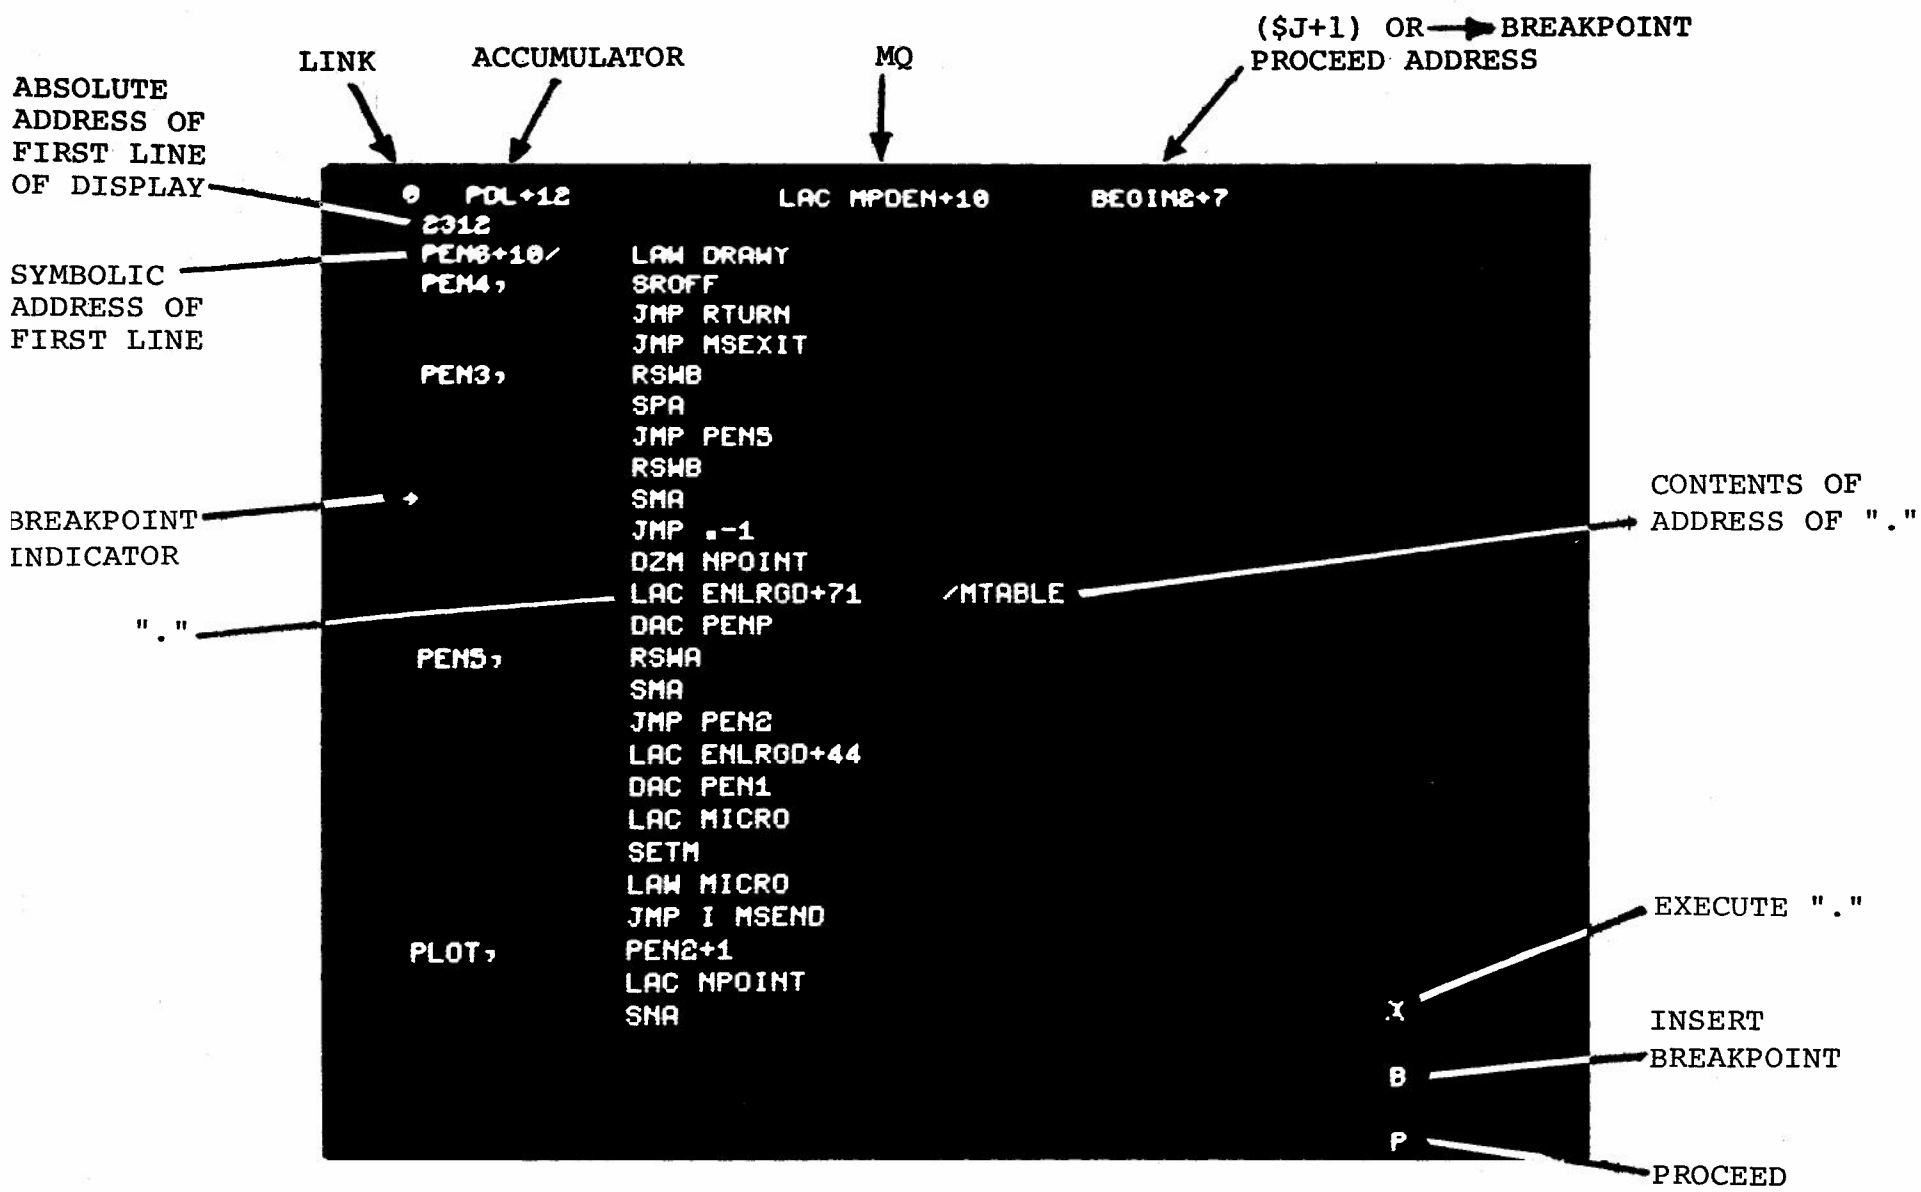 ($J+1) OR BREAKPOINT
PROCEED ADDRESS
LINK ACCUMULATOR MQ
ABSOLUTE
ADDRESS OF
FIRST LINE
OF DISPLAY
0 PDL+12 LAC MPDEN+10 BEGIN2+7
2312
PEN6+10/ LAW DRAWY
SYMBOLIC
ADDRESS OF
FIRST LINE
PEN4, SROFF
JMP RTURN
JMP MSEXIT
PEN3, RSWB
SPA
JMP PEN5
RSWB
BREAKPOINT
INDICATOR
SMA
CONTENTS OF
ADDRESS OF "."
JMP .-1
DZM NPOINT
LAC ENLRGD+71 /MTABLE
"."
DAC PENP
PEN5, RSWA
SMA
JMP PEN2
LAC ENLRGD+44
DAC PEN1
LAC MICRO
SETM
LAW MICRO
JMP I MSEND
EXECUTE "."
PLOT, PEN2+1
LAC NPOINT
SNA
X
INSERT
BREAKPOINT
B
P
PROCEED